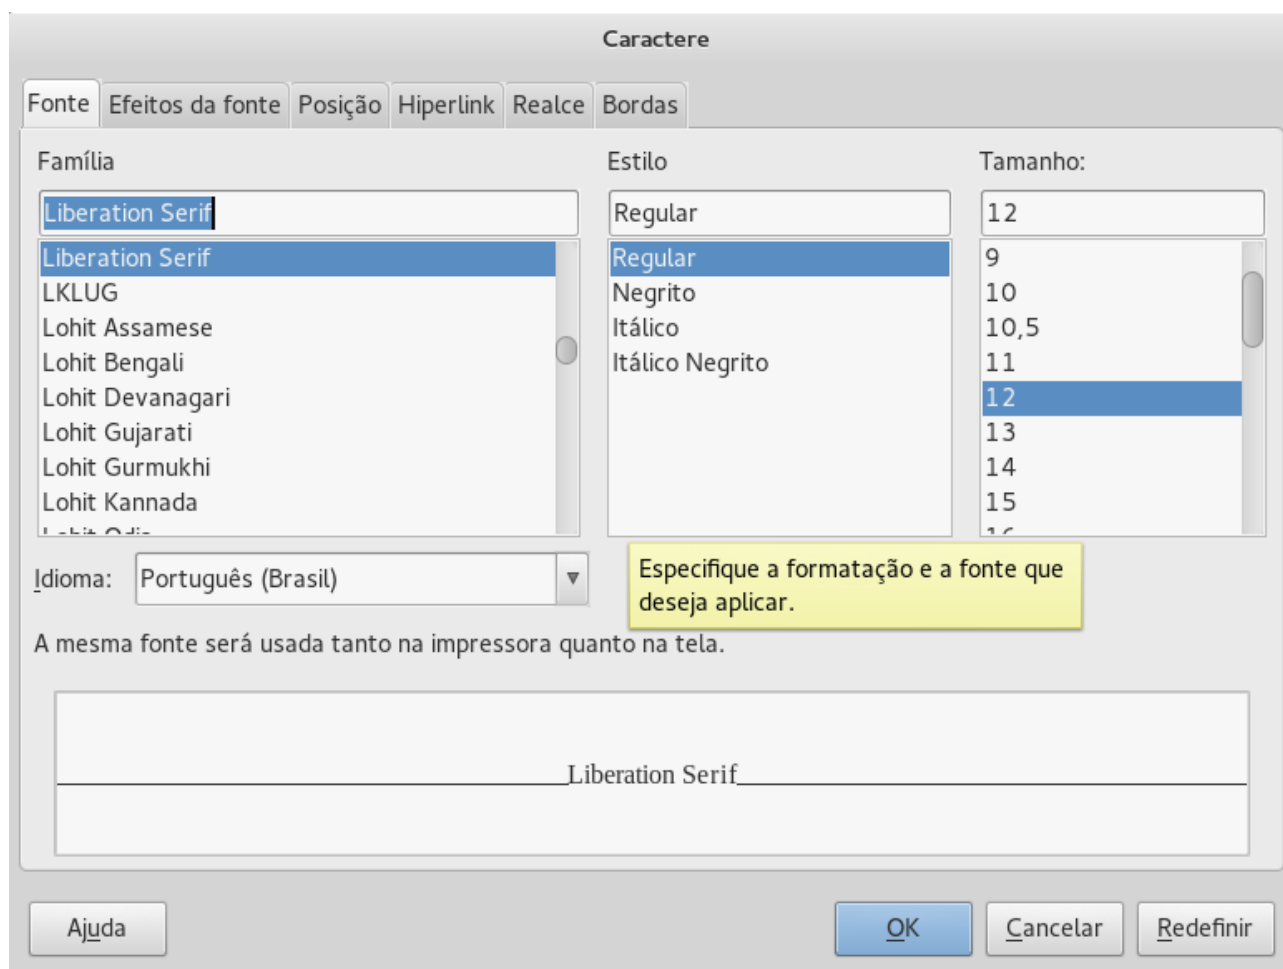 Caractere
Fonte Efeitos da fonte Posição Hiperlink Realce Bordas
Família Estilo Tamanho:
Liberation Serif Regular 12
Liberation Serif Regular 9
LKLUG Negrito 10
Lohit Assamese Itálico 10,5
Lohit Bengali Itálico Negrito 11
Lohit Devanagari 12
Lohit Gujarati 13
Lohit Gurmukhi 14
Lohit Kannada 15
Idioma: Português (Brasil)
Especifique a formatação e a fonte que
deseja aplicar.
A mesma fonte será usada tanto na impressora quanto na tela.
Liberation Serif
Ajuda OK Cancelar Redefinir